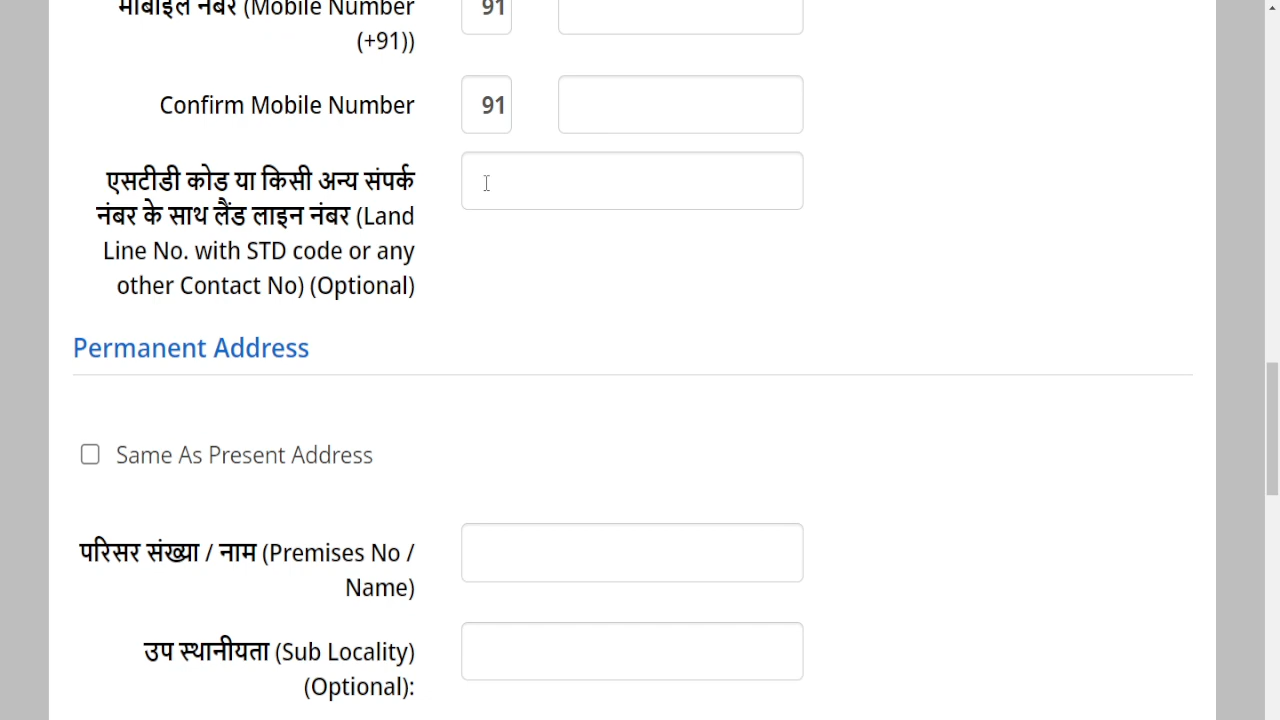 मोबाइल नंबर (Mobile Number
(+91))
91
Confirm Mobile Number
91
एसटीडी कोड या किसी अन्य संपर्क
नंबर के साथ लैंड लाइन नंबर (Land
Line No. with STD code or any
other Contact No) (Optional)
Permanent Address
Same As Present Address
परिसर संख्या / नाम (Premises No /
Name)
उप स्थानीयता (Sub Locality)
(Optional):